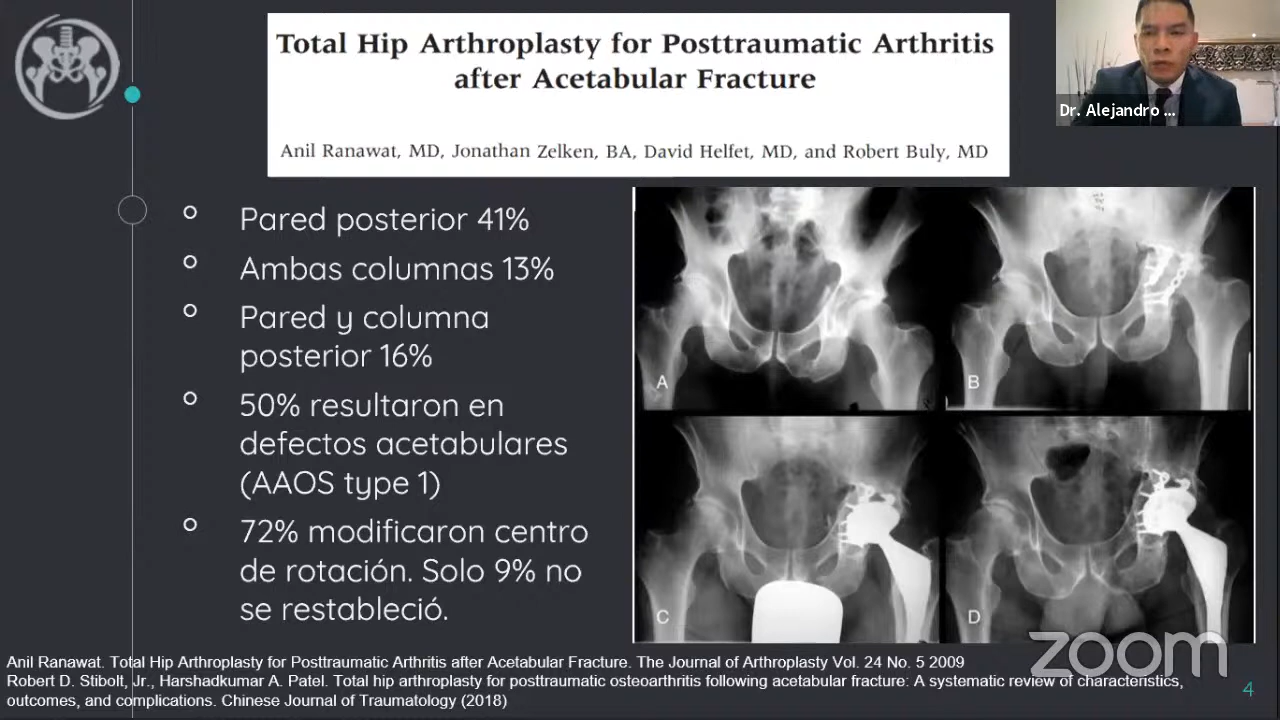 Total Hip Arthroplasty for Posttraumatic Arthritis
after Acetabular Fracture
Anil Ranawat, MD, Jonathan Zelken, BA, David Helfet, MD, and Robert Buly, MD
Dr. Alejandro ...
Pared posterior 41%
Ambas columnas 13%
Pared y columna
posterior 16%
50% resultaron en
defectos acetabulares
(AAOS type 1)
72% modificaron centro
de rotación. Solo 9% no
se restableció.
A
B
C
D
zoom
Anil Ranawat. Total Hip Arthroplasty for Posttraumatic Arthritis after Acetabular Fracture. The Journal of Arthroplasty Vol. 24 No. 5 2009
Robert D. Stibolt, Jr., Harshadkumar A. Patel. Total hip arthroplasty for posttraumatic osteoarthritis following acetabular fracture: A systematic review of characteristics,
outcomes, and complications. Chinese Journal of Traumatology (2018)
4